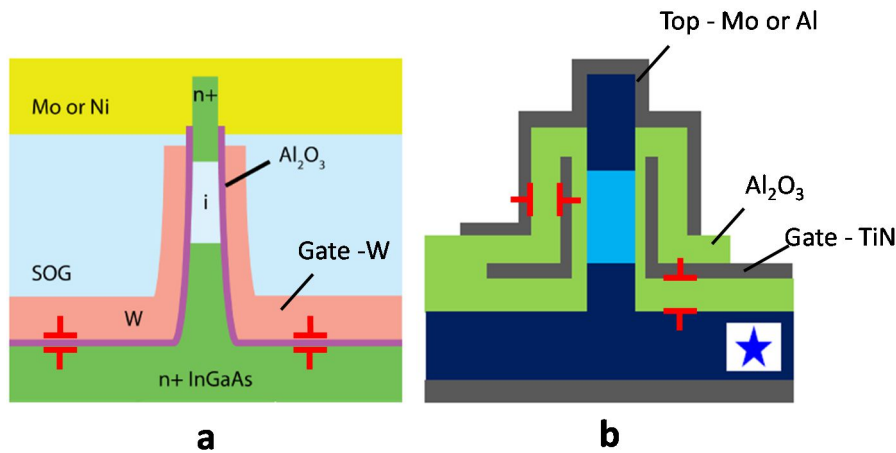 Top - Mo or Al
n+
Mo or Ni
Al2O3
i
Al2O3
Gate -W
Gate - TiN
SOG
W
n+ InGaAs
a
b